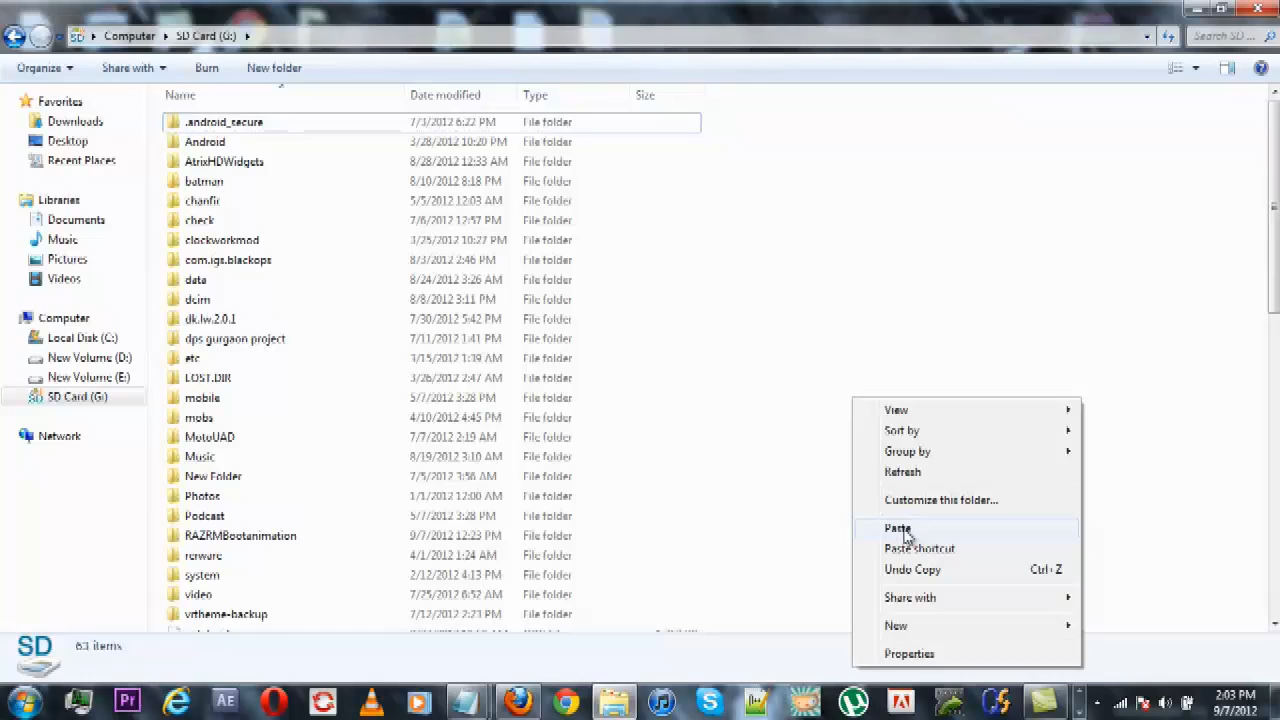 Computer ▸ SD Card (G:) ▸
Search SD ...
Organize Share with Burn New folder
Name Date modified Type Size
Favorites
Downloads
Desktop
Recent Places
Libraries
Documents
Music
Pictures
Videos
Computer
Local Disk (C:)
New Volume (D:)
New Volume (E:)
SD Card (G:)
Network
.android_secure 7/3/2012 6:22 PM File folder
Android 3/28/2012 10:20 PM File folder
AtrixHDWidgets 8/28/2012 12:33 AM File folder
batman 8/10/2012 8:18 PM File folder
chanfir 5/5/2012 12:03 AM File folder
check 7/6/2012 12:57 PM File folder
clockworkmod 3/25/2012 10:27 PM File folder
com.igs.blackops 8/3/2012 2:46 PM File folder
data 8/24/2012 3:26 AM File folder
dcim 8/8/2012 3:11 PM File folder
dk.lw.2.0.1 7/30/2012 5:42 PM File folder
dps gurgaon project 7/11/2012 1:41 PM File folder
etc 3/15/2012 1:39 AM File folder
LOST.DIR 3/26/2012 2:47 AM File folder
mobile 5/7/2012 3:28 PM File folder
mobs 4/10/2012 4:45 PM File folder
MotoUAD 7/7/2012 2:19 AM File folder
Music 8/19/2012 3:10 AM File folder
New Folder 7/5/2012 3:56 AM File folder
Photos 1/1/2012 12:00 AM File folder
Podcast 5/7/2012 3:28 PM File folder
RAZRMBootanimation 9/7/2012 12:23 PM File folder
rerware 4/1/2012 1:24 AM File folder
system 2/12/2012 4:13 PM File folder
video 7/25/2012 6:52 AM File folder
vrtheme-backup 7/12/2012 2:23 PM File folder
View
Sort by
Group by
Refresh
Customize this folder...
Paste
Paste shortcut
Undo Copy Ctrl+Z
Share with
New
Properties
SD
63 items
Pr
AE
2:03 PM
9/7/2012